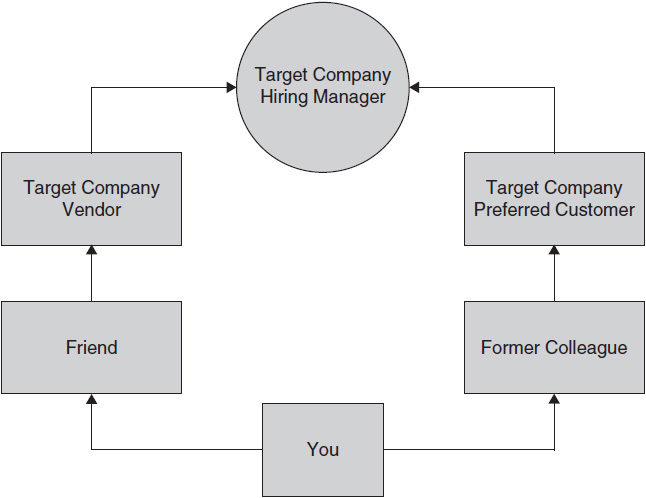 Target Company
Hiring Manager
Target Company
Vendor
Target Company
Preferred Customer
Friend
Former Colleague
You